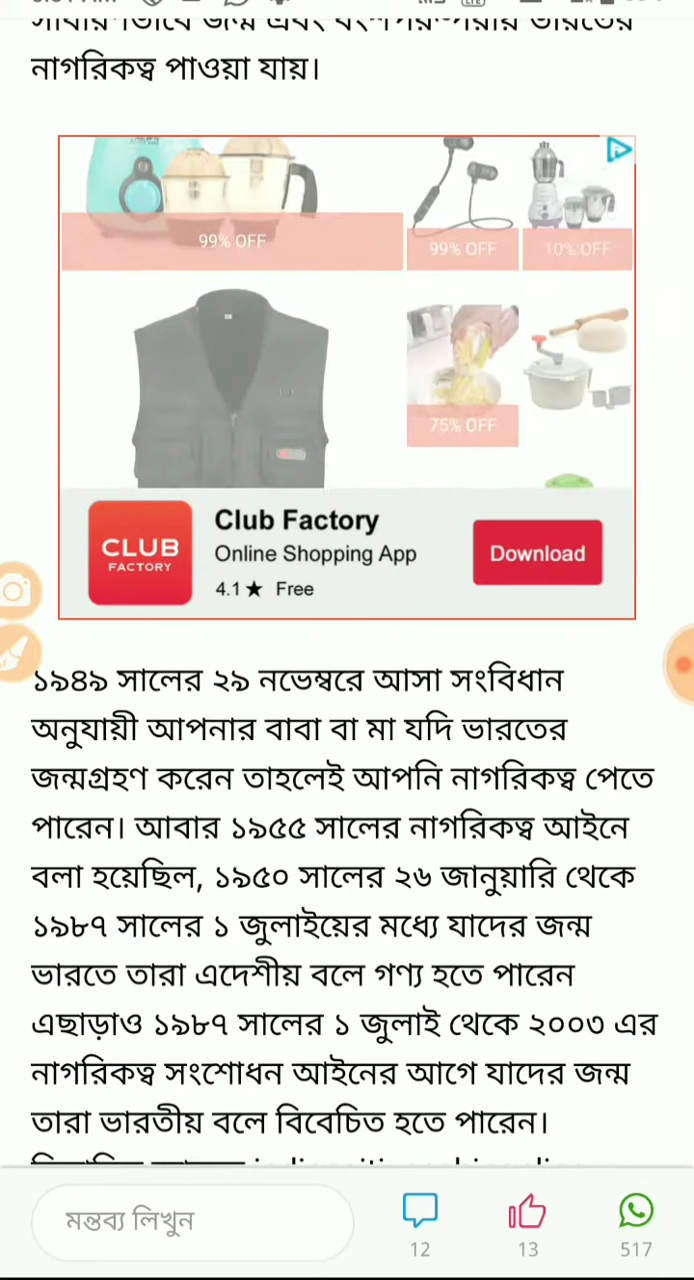 নাগরিকত্ব পাওয়া যায়।
99% OFF
99% OFF
10% OFF
75% OFF
CLUB
FACTORY
Club Factory
Online Shopping App
4.1★ Free
Download
১৯৪৯ সালের ২৯ নভেম্বরে আসা সংবিধান
অনুযায়ী আপনার বাবা বা মা যদি ভারতের
জন্মগ্রহণ করেন তাহলেই আপনি নাগরিকত্ব পেতে
পারেন। আবার ১৯৫৫ সালের নাগরিকত্ব আইনে
বলা হয়েছিল, ১৯৫০ সালের ২৬ জানুয়ারি থেকে
১৯৮৭ সালের ১ জুলাইয়ের মধ্যে যাদের জন্ম
ভারতে তারা এদেশীয় বলে গণ্য হতে পারেন
এছাড়াও ১৯৮৭ সালের ১ জুলাই থেকে ২০০৩ এর
নাগরিকত্ব সংশোধন আইনের আগে যাদের জন্ম
তারা ভারতীয় বলে বিবেচিত হতে পারেন।
মন্তব্য লিখুন
12
13
517